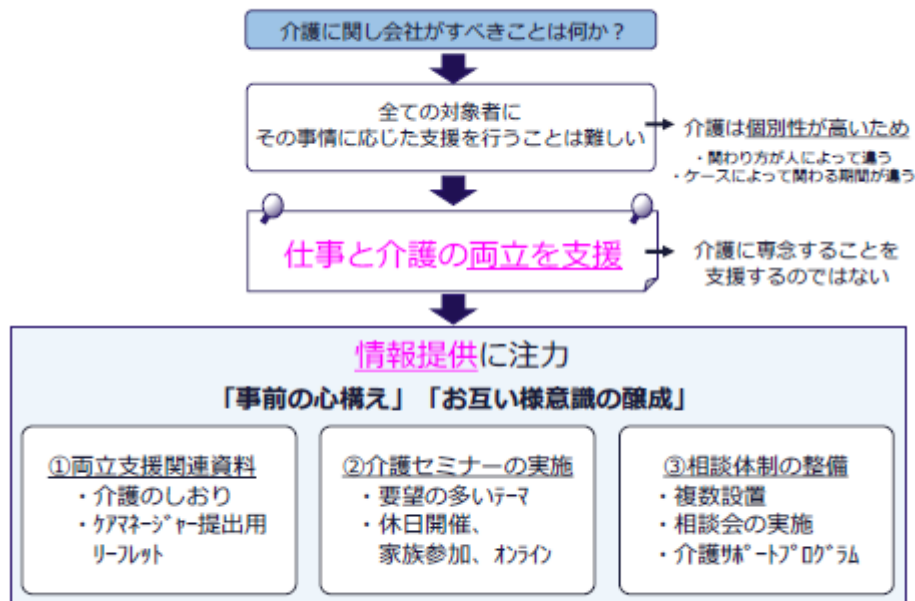 介護に関し会社がすべきことは何か？
全ての対象者に
その事情に応じた支援を行うことは難しい
介護は個別性が高いため
・関わり方が人によって違う
・ケースによって関わる期間が違う
仕事と介護の両立を支援
介護に専念することを
支援するのではない
情報提供に注力
「事前の心構え」「お互い様意識の醸成」
①両立支援関連資料
・介護のしおり
・ｹｱﾏﾈｰｼﾞｬｰ提出用
ﾘｰﾌﾚｯﾄ
②介護セミナーの実施
・要望の多いﾃｰﾏ
・休日開催、
家族参加、ｵﾝﾗｲﾝ
③相談体制の整備
・複数設置
・相談会の実施
・介護ｻﾎﾟｰﾄﾌﾟﾛｸﾞﾗﾑ